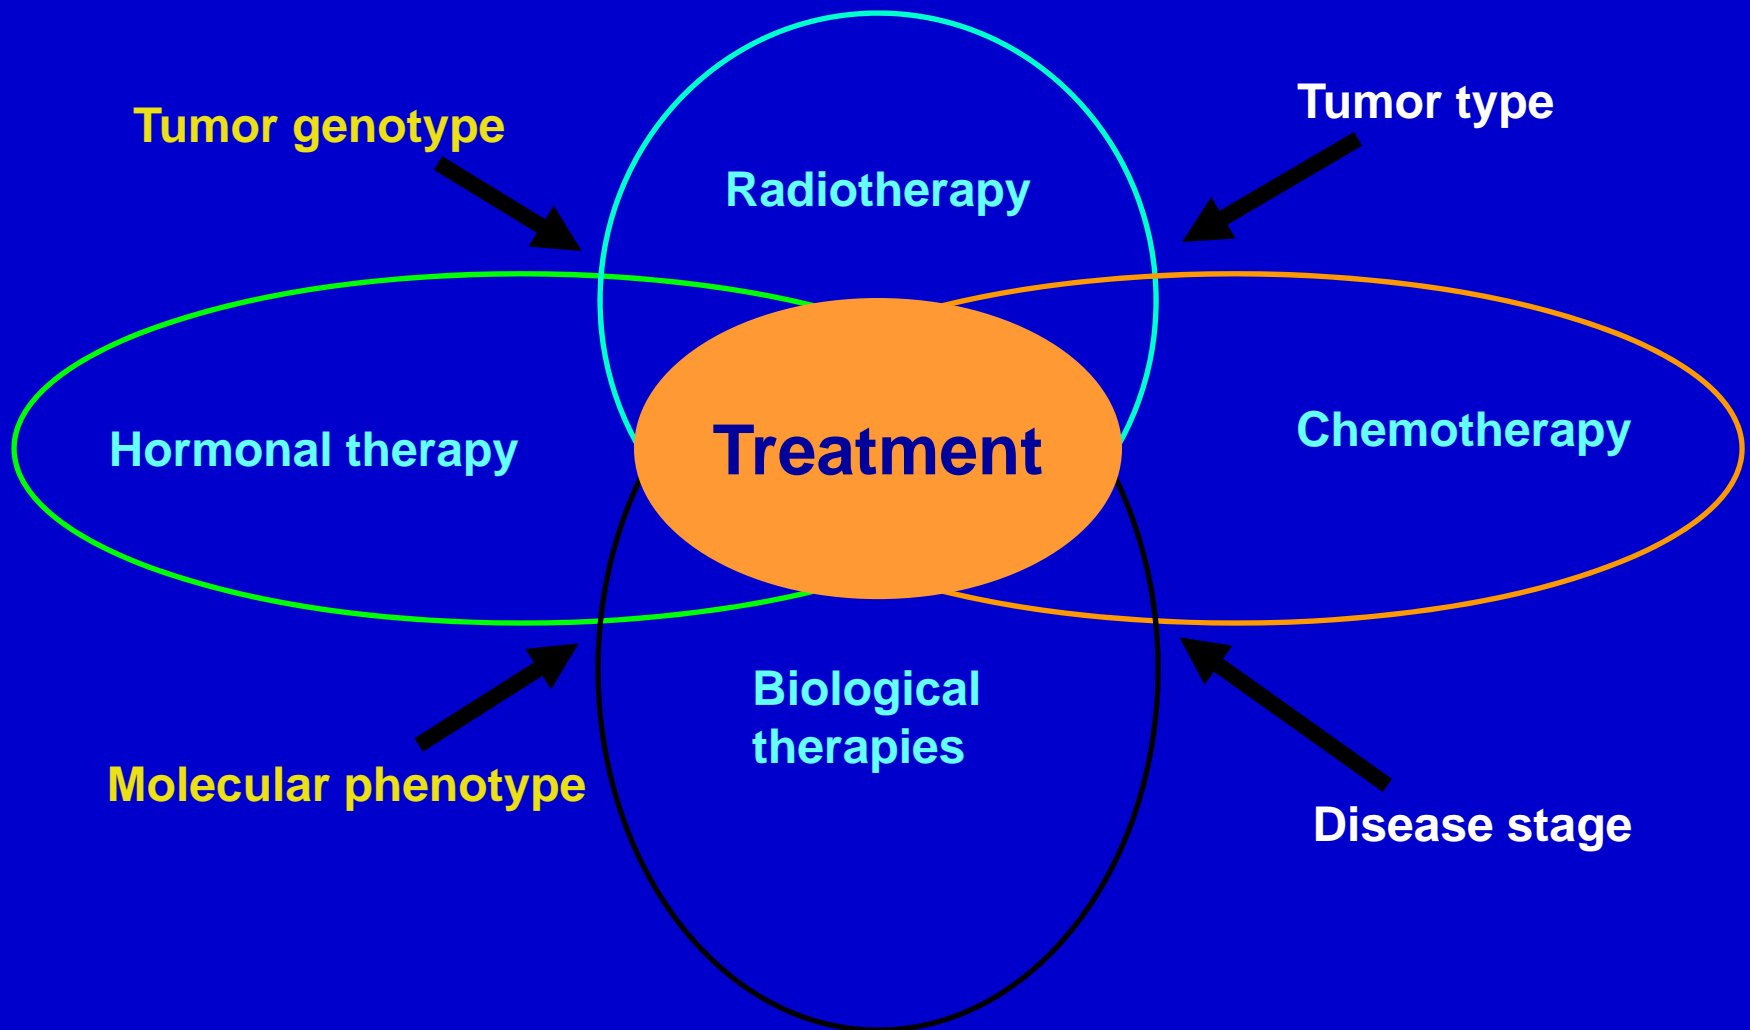 Tumor type
Tumor genotype
Radiotherapy
Chemotherapy
Hormonal therapy
Treatment
Biological
therapies
Molecular phenotype
Disease stage